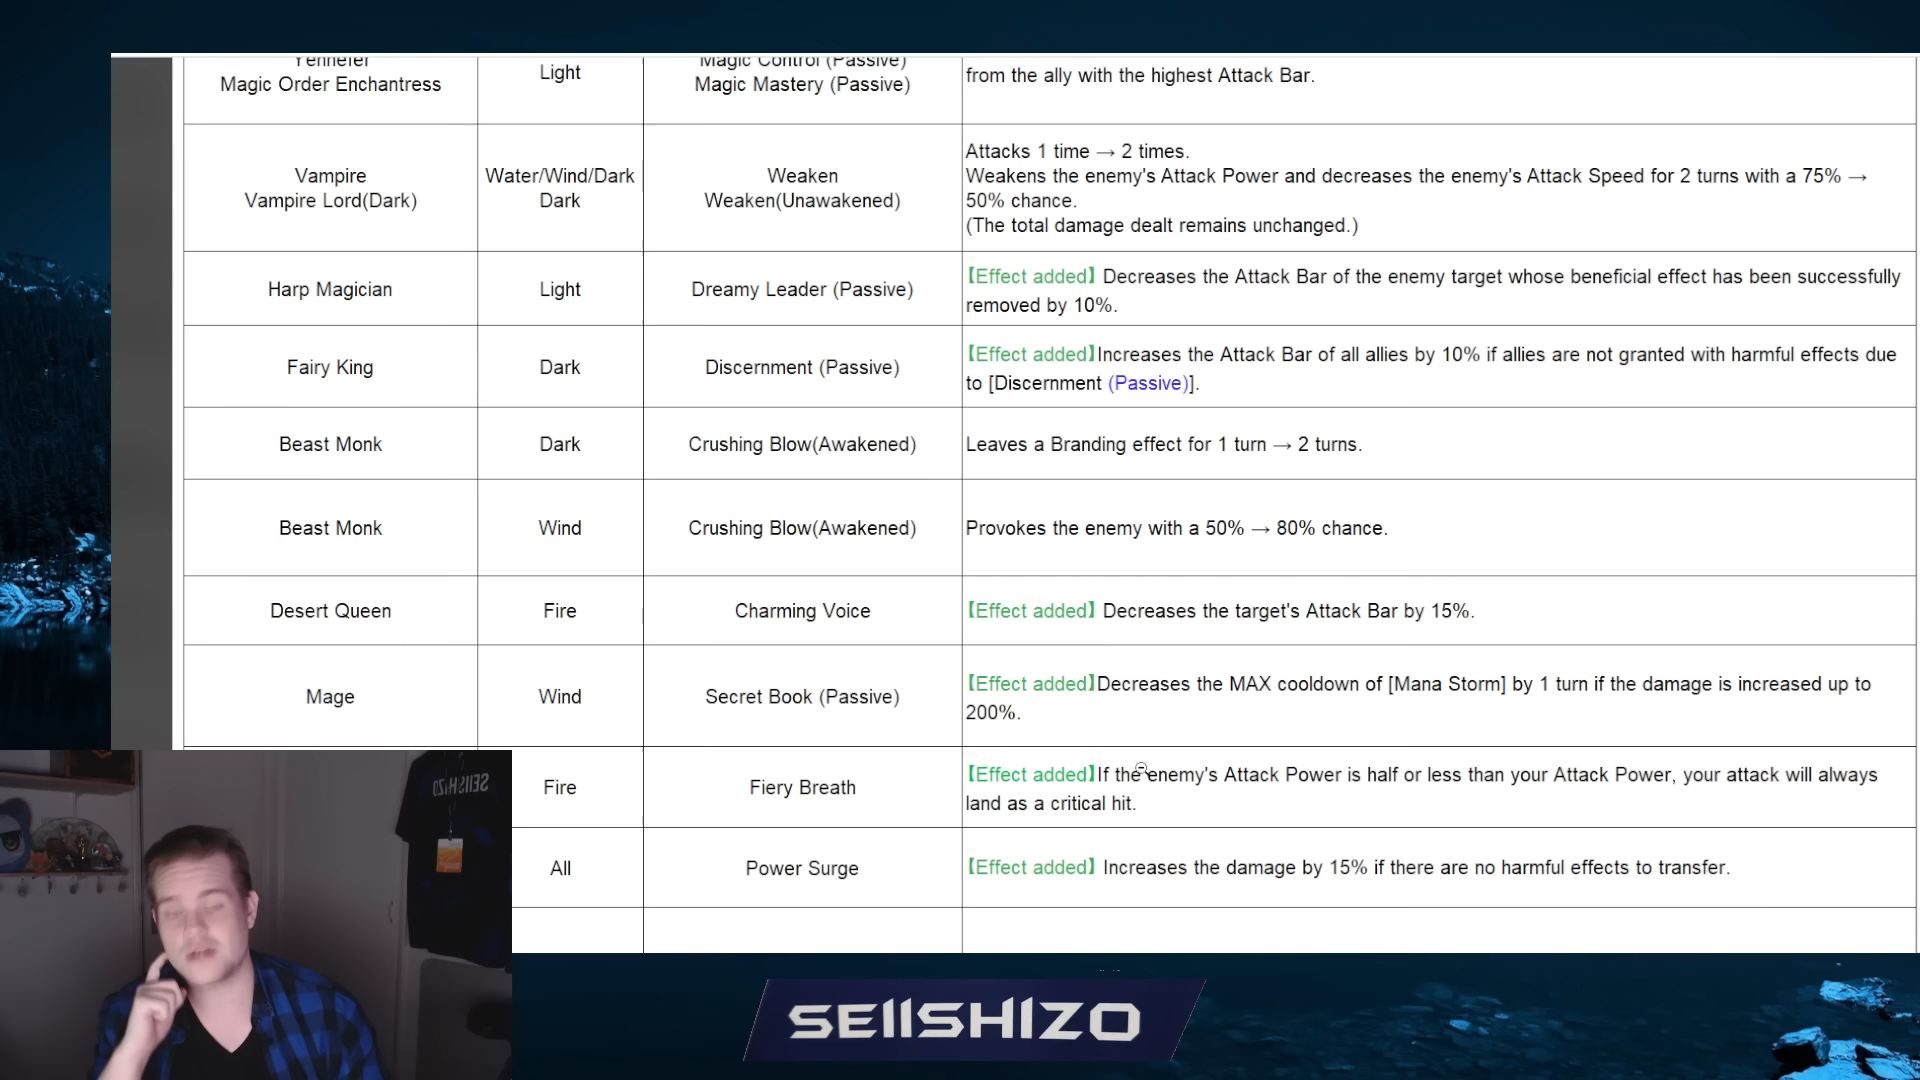 Yennefer
Magic Order Enchantress
Light
Magic Control (Passive)
Magic Mastery (Passive)
from the ally with the highest Attack Bar.
Vampire
Vampire Lord(Dark)
Water/Wind/Dark
Dark
Weaken
Weaken(Unawakened)
Attacks 1 time → 2 times.
Weakens the enemy's Attack Power and decreases the enemy's Attack Speed for 2 turns with a 75% →
50% chance.
(The total damage dealt remains unchanged.)
Harp Magician
Light
Dreamy Leader (Passive)
【Effect added】 Decreases the Attack Bar of the enemy target whose beneficial effect has been successfully
removed by 10%.
Fairy King
Dark
Discernment (Passive)
【Effect added】Increases the Attack Bar of all allies by 10% if allies are not granted with harmful effects due
to [Discernment (Passive)].
Beast Monk
Dark
Crushing Blow(Awakened)
Leaves a Branding effect for 1 turn → 2 turns.
Beast Monk
Wind
Crushing Blow(Awakened)
Provokes the enemy with a 50% → 80% chance.
Desert Queen
Fire
Charming Voice
【Effect added】 Decreases the target's Attack Bar by 15%.
Mage
Wind
Secret Book (Passive)
【Effect added】Decreases the MAX cooldown of [Mana Storm] by 1 turn if the damage is increased up to
200%.
Fire
Fiery Breath
【Effect added】If the enemy's Attack Power is half or less than your Attack Power, your attack will always
land as a critical hit.
All
Power Surge
【Effect added】 Increases the damage by 15% if there are no harmful effects to transfer.
SEIISHIZO
SEIISHIZO